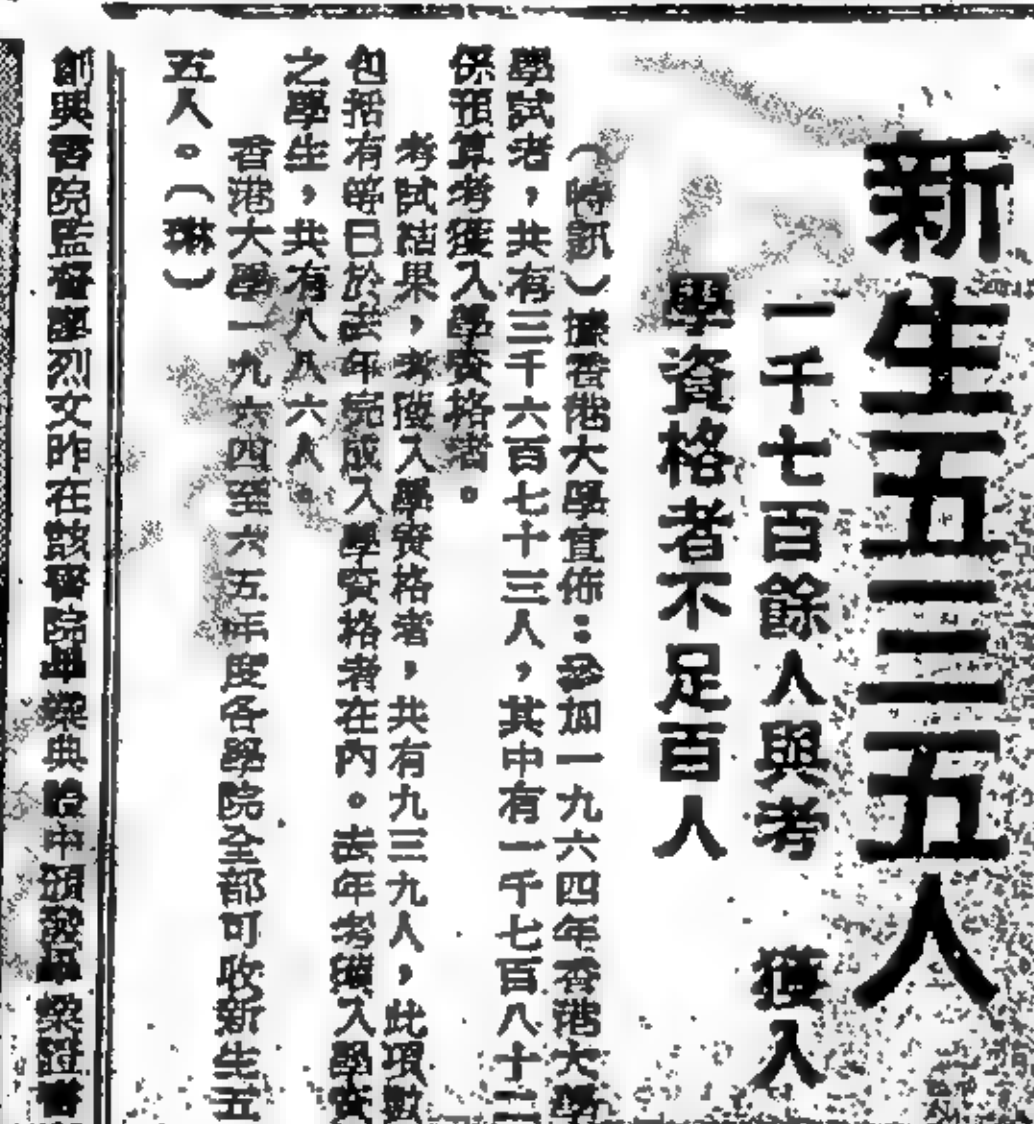 新生五三五人
一千七百餘人與考　獲入
學資格者不足百人
（特訊）據香港大學宣佈：參加一九六四年香港大學
學試者，共有三千六百七十三人，其中有一千七百八十二
係預算考獲入學資格者。
考試結果，考獲入學資格者，共有九三九人，此項數
包括有等已於去年完成入學資格者在內。去年考獲入學資
之學生，共有八八六人。
香港大學一九六四至六五年度各學院全部可收新生五
五人。（琳）
創興書院監督廖烈文昨在該書院畢業典禮中頒發畢業證書